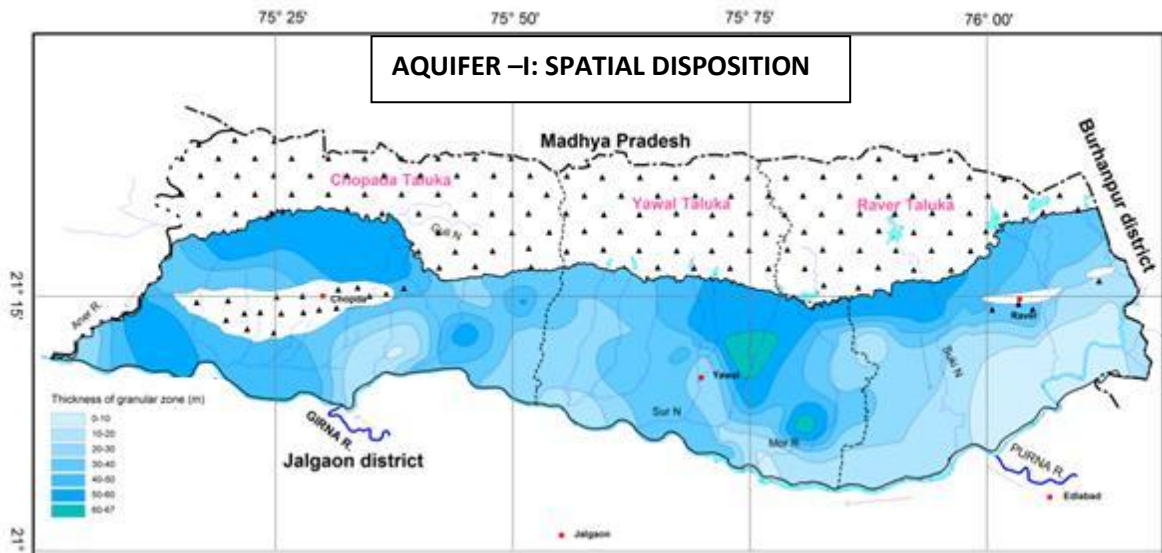 75° 25' 75° 50' 75° 75' 76° 00'
AQUIFER –I: SPATIAL DISPOSITION
Madhya Pradesh
Burhanpur district
Chopada Taluka
Yawal Taluka
Raver Taluka
Guli N
21° 15'
Aner R.
Chopda
Raver
Suki N
Yawal
Thickness of granular zone (m)
0-10
10-20
20-30
30-40
40-50
50-60
60-67
GIRNA R.
Sur N
Mor R
Jalgaon district
PURNA R.
Edlabad
Jalgaon
21°